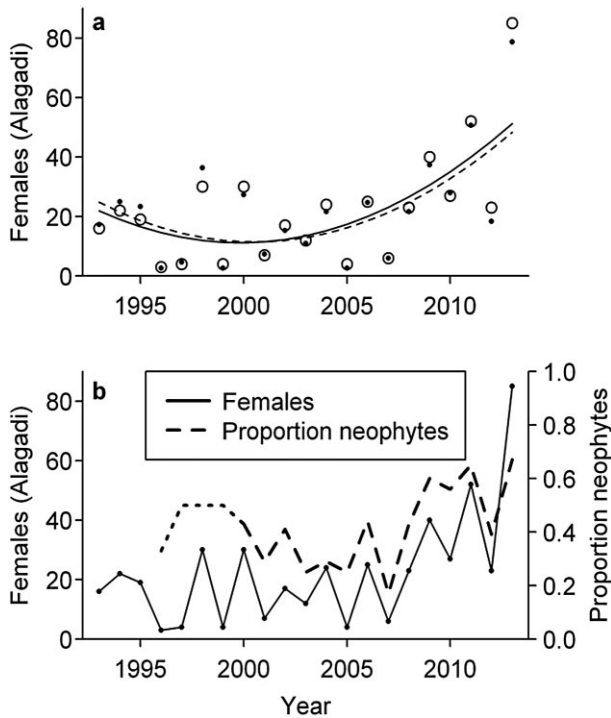 a
Females (Alagadi)
80
60
40
20
0
1995 2000 2005 2010
b
Females
Proportion neophytes
Females (Alagadi)
80
60
40
20
0
1.0
0.8
0.6
0.4
0.2
0.0
Proportion neophytes
1995 2000 2005 2010
Year